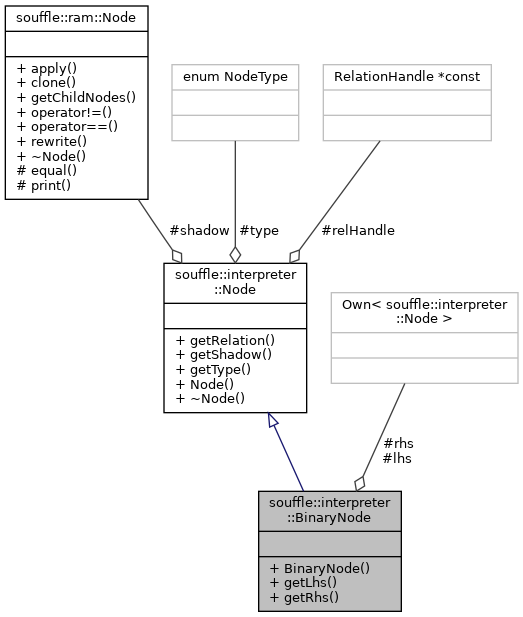 souffle::ram::Node
+ apply()
+ clone()
+ getChildNodes()
+ operator!=()
+ operator==()
+ rewrite()
+ ~Node()
# equal()
# print()
enum NodeType
RelationHandle *const
#shadow
#type
#relHandle
souffle::interpreter
::Node
+ getRelation()
+ getShadow()
+ getType()
+ Node()
+ ~Node()
Own< souffle::interpreter
::Node >
#rhs
#lhs
souffle::interpreter
::BinaryNode
+ BinaryNode()
+ getLhs()
+ getRhs()